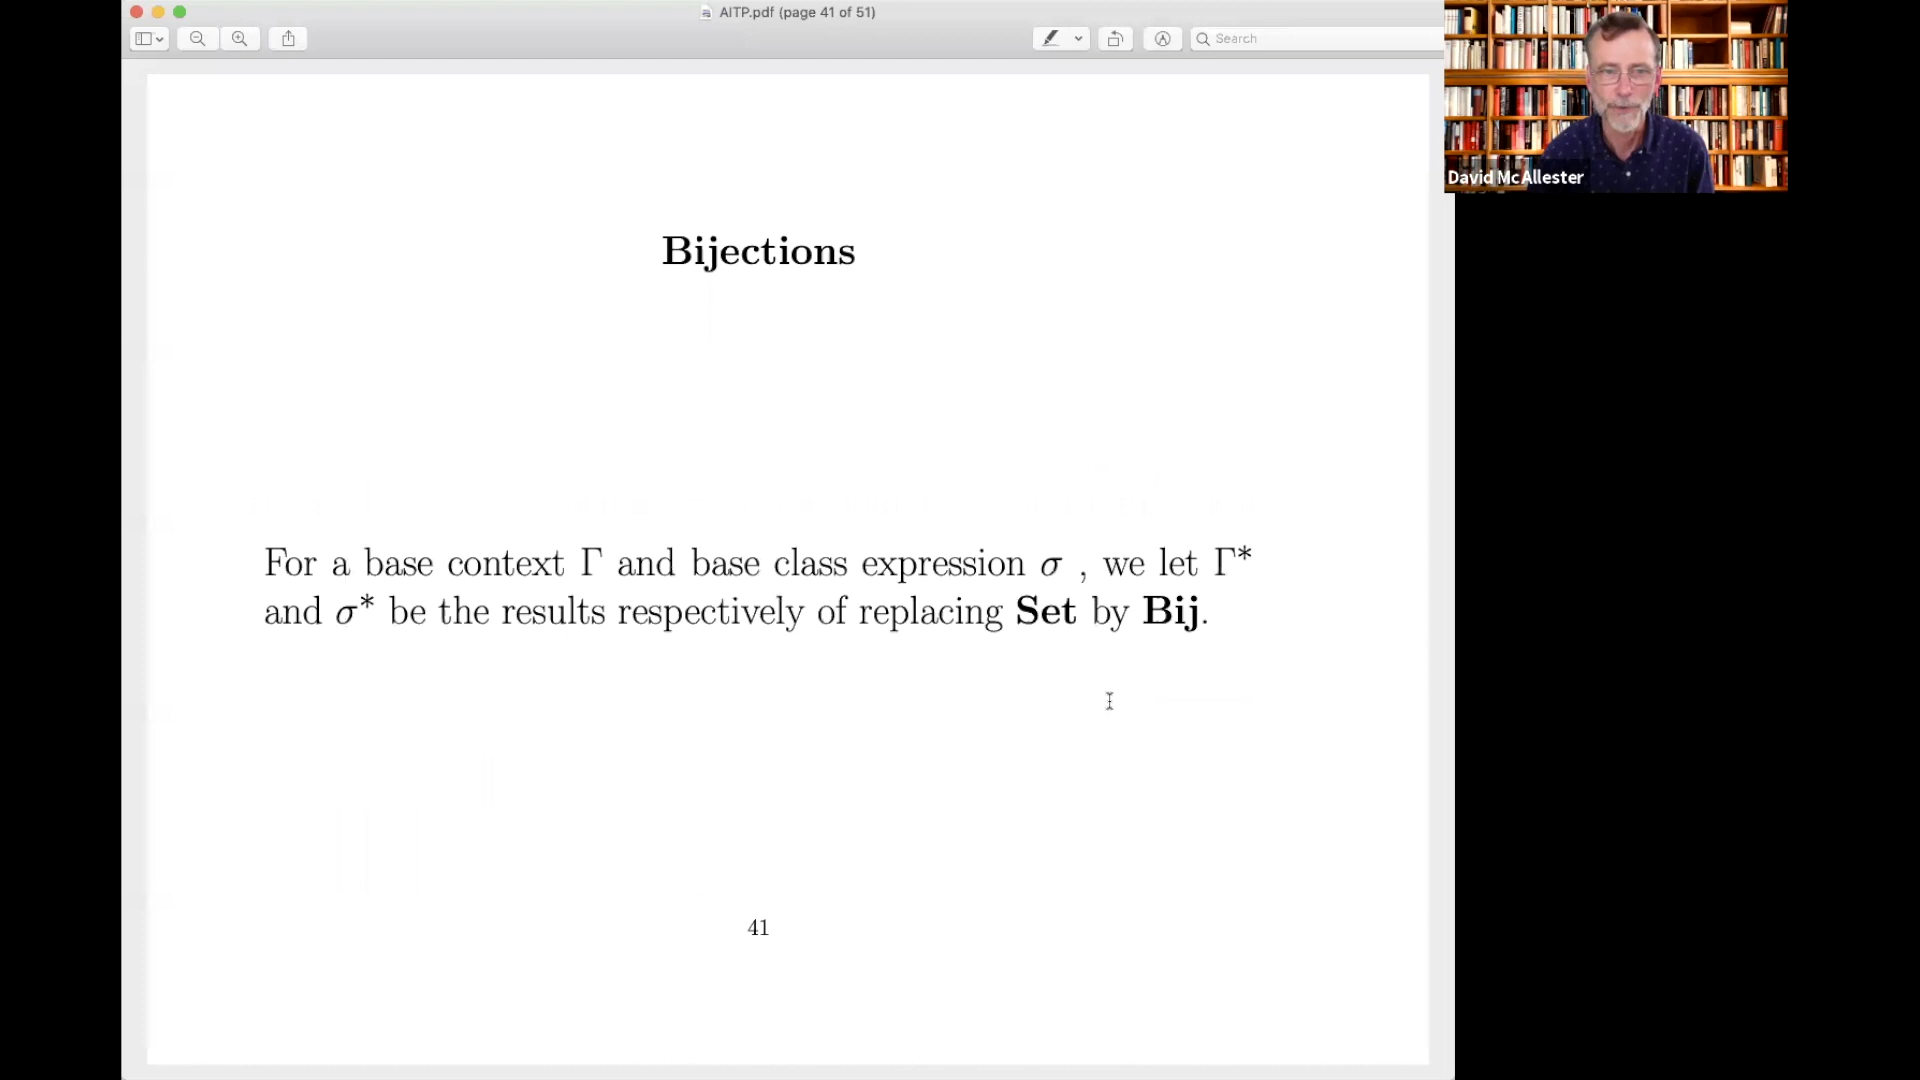 AITP.pdf (page 41 of 51)
Search
David McAllester
Bijections
For a base context Γ and base class expression σ , we let Γ*
and σ* be the results respectively of replacing Set by Bij.
41